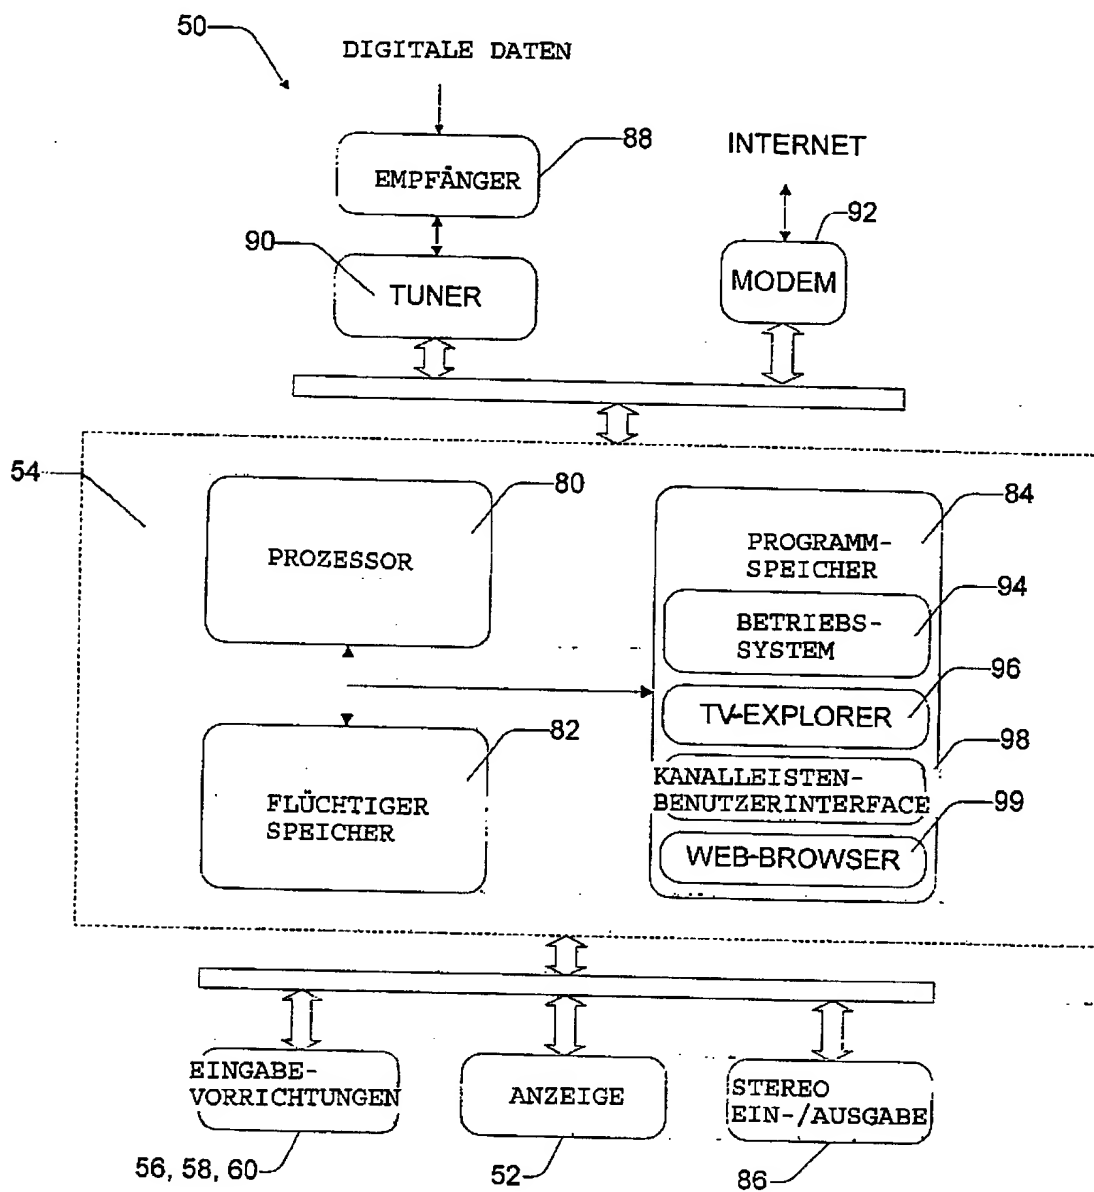 50
DIGITALE DATEN
EMPFÄNGER
88
INTERNET
92
90
TUNER
MODEM
54
80
PROZESSOR
84
PROGRAMM-
SPEICHER
94
BETRIEBS-
SYSTEM
96
TV-EXPLORER
82
FLÜCHTIGER
SPEICHER
98
KANALLEISTEN-
BENUTZERINTERFACE
99
WEB-BROWSER
EINGABE-
VORRICHTUNGEN
ANZEIGE
STEREO
EIN-/AUSGABE
56, 58, 60
52
86